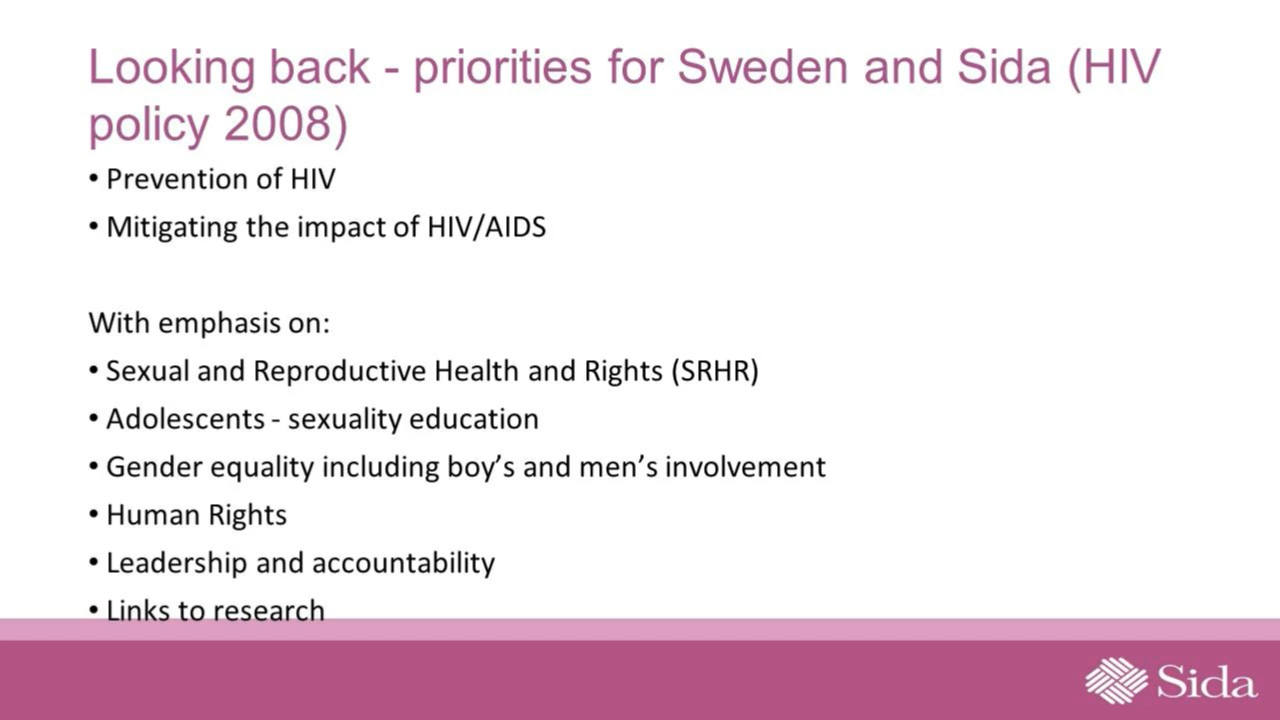 Looking back - priorities for Sweden and Sida (HIV
policy 2008)
• Prevention of HIV
• Mitigating the impact of HIV/AIDS
With emphasis on:
• Sexual and Reproductive Health and Rights (SRHR)
• Adolescents - sexuality education
• Gender equality including boy’s and men’s involvement
• Human Rights
• Leadership and accountability
• Links to research
Sida